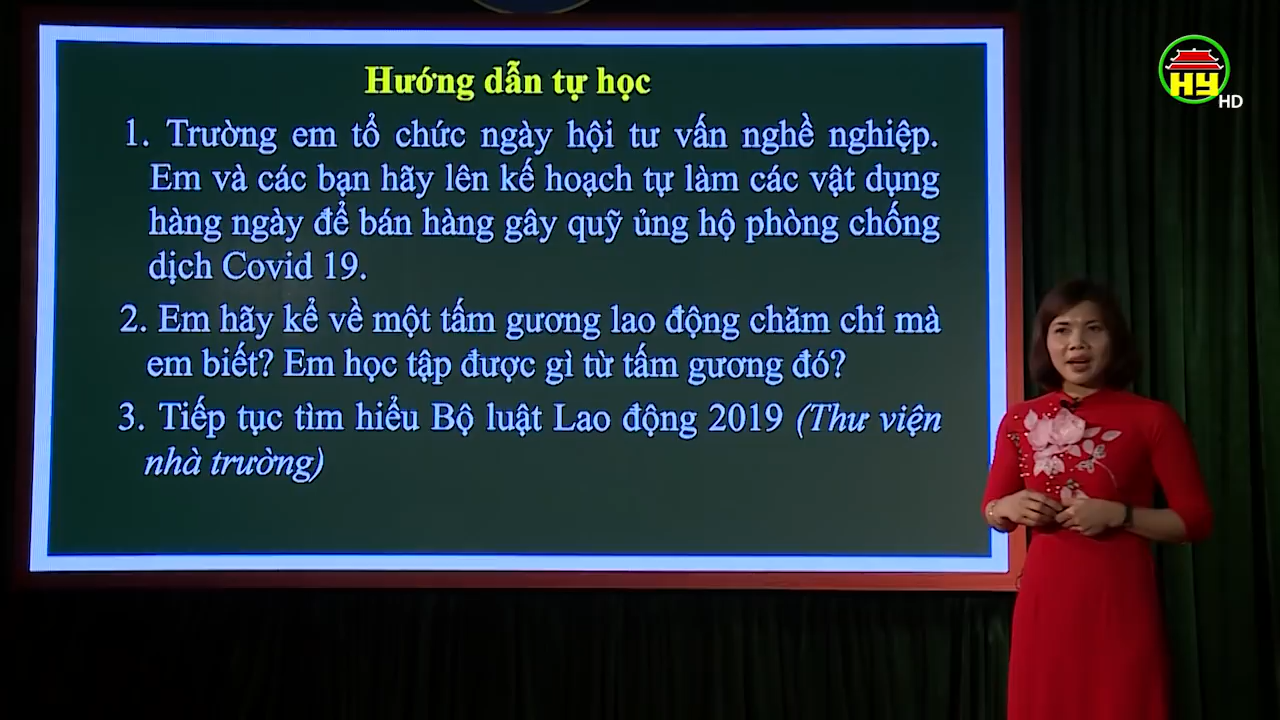 Hướng dẫn tự học
1. Trường em tổ chức ngày hội tư vấn nghề nghiệp.
Em và các bạn hãy lên kế hoạch tự làm các vật dụng
hàng ngày để bán hàng gây quỹ ủng hộ phòng chống
dịch Covid 19.
2. Em hãy kể về một tấm gương lao động chăm chỉ mà
em biết? Em học tập được gì từ tấm gương đó?
3. Tiếp tục tìm hiểu Bộ luật Lao động 2019 (Thư viện
nhà trường)
HY
HD